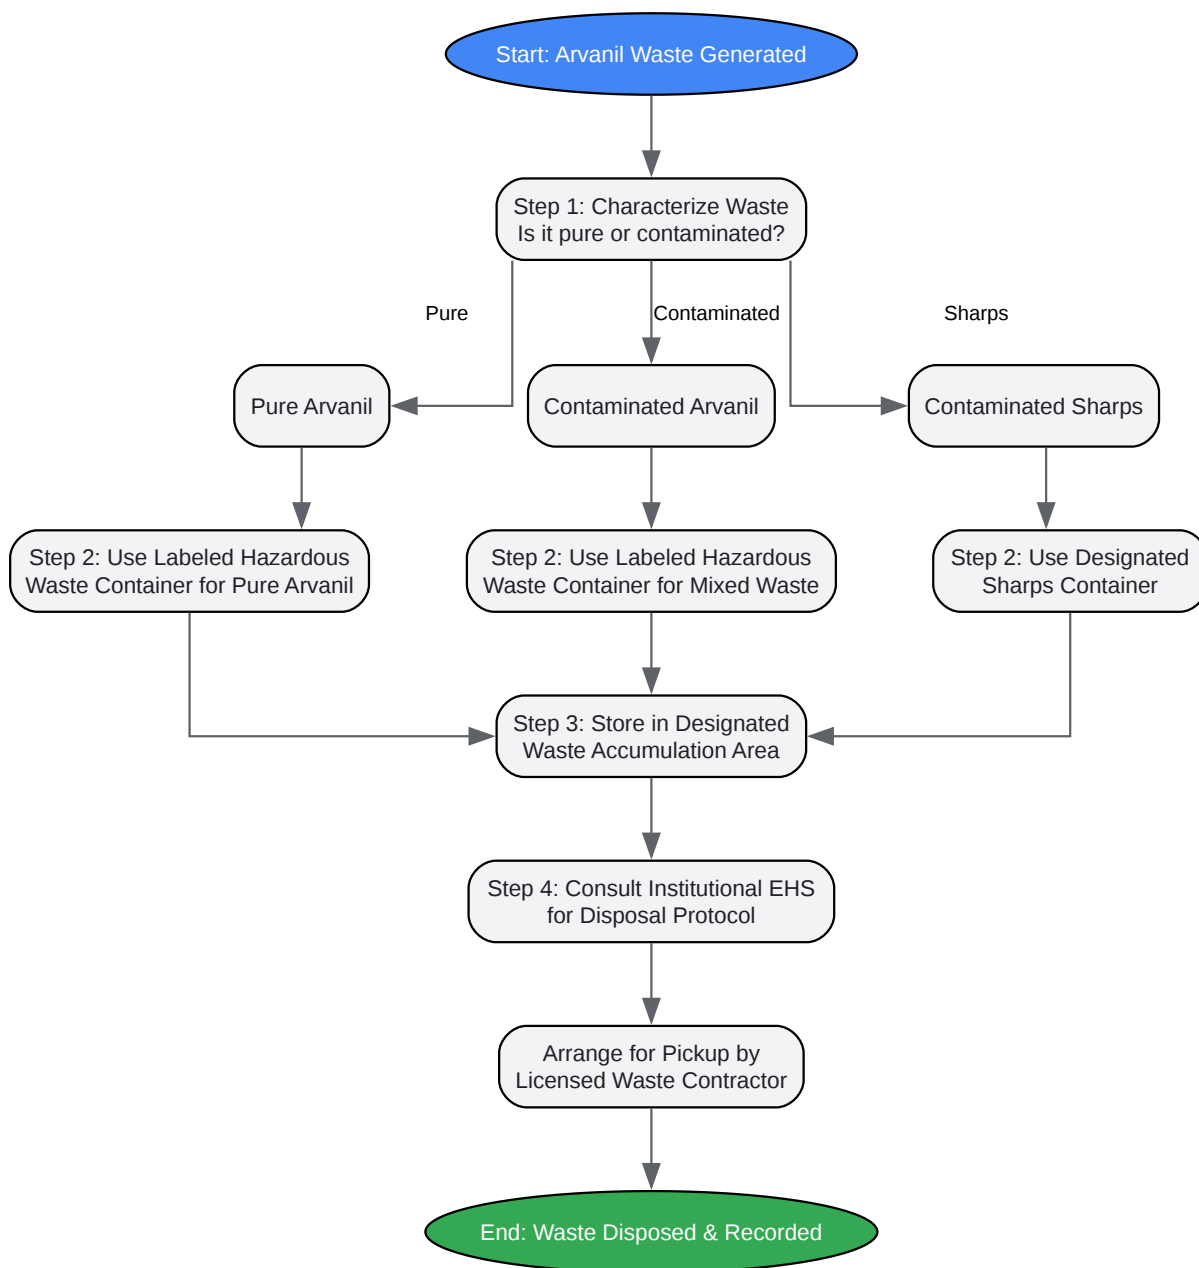 Start: Arvanil Waste Generated
Step 1: Characterize Waste
Is it pure or contaminated?
Pure
Contaminated
Sharps
Pure Arvanil
Contaminated Arvanil
Contaminated Sharps
Step 2: Use Labeled Hazardous
Waste Container for Pure Arvanil
Step 2: Use Labeled Hazardous
Waste Container for Mixed Waste
Step 2: Use Designated
Sharps Container
Step 3: Store in Designated
Waste Accumulation Area
Step 4: Consult Institutional EHS
for Disposal Protocol
Arrange for Pickup by
Licensed Waste Contractor
End: Waste Disposed & Recorded